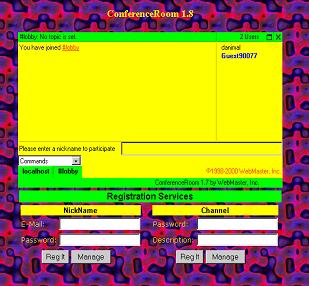 ConferenceRoom 1.8
#lobby: No topic is set. 2 Users
You have joined #lobby
danimal
Guest90077
Please enter a nickname to participate
Commands
localhost #lobby
©1998-2000 WebMaster, Inc.
ConferenceRoom 1.7 by WebMaster, Inc.
Registration Services
NickName Channel
E-Mail: Password:
Password: Description:
Reg It Manage Reg It Manage